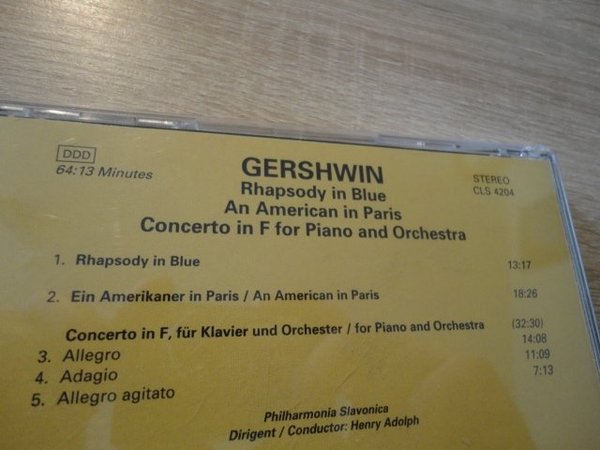 DDD
64:13 Minutes
GERSHWIN
Rhapsody in Blue
An American in Paris
Concerto in F for Piano and Orchestra
STEREO
CLS 4204
1. Rhapsody in Blue 13:17
2. Ein Amerikaner in Paris / An American in Paris 18:26
Concerto in F, für Klavier und Orchester / for Piano and Orchestra (32:30)
3. Allegro 14:08
4. Adagio 11:09
5. Allegro agitato 7:13
Philharmonia Slavonica
Dirigent / Conductor: Henry Adolph